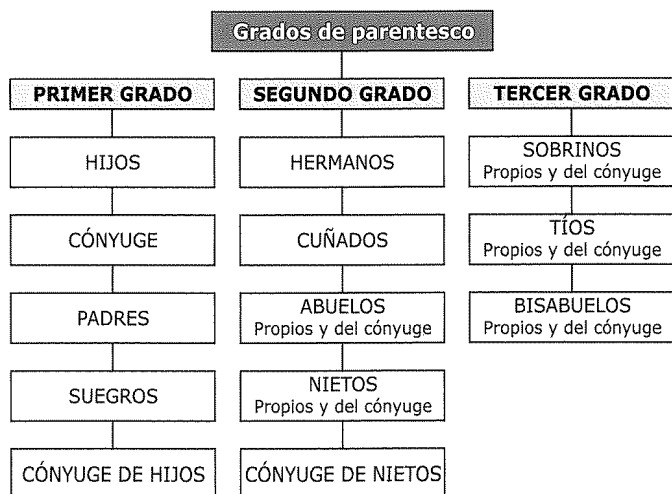 Grados de parentesco
PRIMER GRADO
HIJOS
CÓNYUGE
PADRES
SUEGROS
CÓNYUGE DE HIJOS
SEGUNDO GRADO
HERMANOS
CUÑADOS
ABUELOS
Propios y del cónyuge
NIETOS
Propios y del cónyuge
CÓNYUGE DE NIETOS
TERCER GRADO
SOBRINOS
Propios y del cónyuge
TÍOS
Propios y del cónyuge
BISABUELOS
Propios y del cónyuge